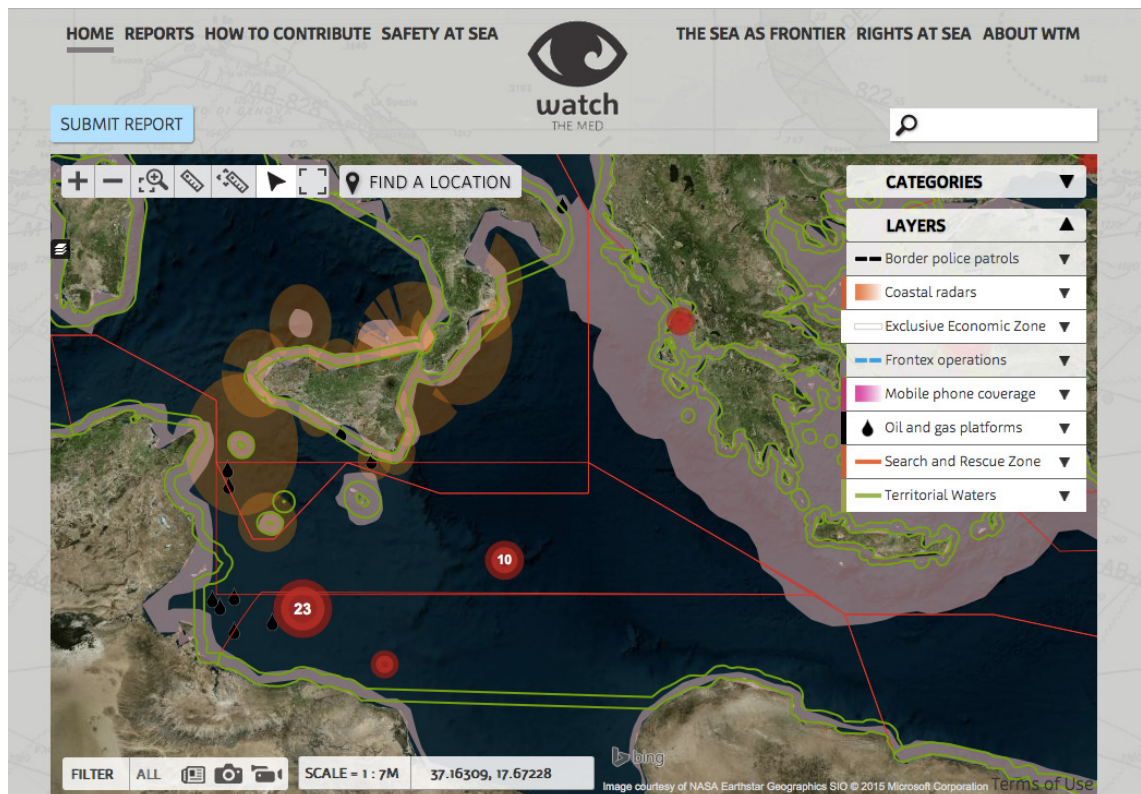 HOME REPORTS HOW TO CONTRIBUTE SAFETY AT SEA
THE SEA AS FRONTIER RIGHTS AT SEA ABOUT WTM
watch
THE MED
SUBMIT REPORT
FIND A LOCATION
CATEGORIES
LAYERS
Border police patrols
Coastal radars
Exclusive Economic Zone
Frontex operations
Mobile phone coverage
Oil and gas platforms
Search and Rescue Zone
Territorial Waters
10
23
bing
FILTER ALL
SCALE = 1 : 7M 37.16309, 17.67228
Image courtesy of NASA Earthstar Geographics SIO © 2015 Microsoft Corporation Terms of Use